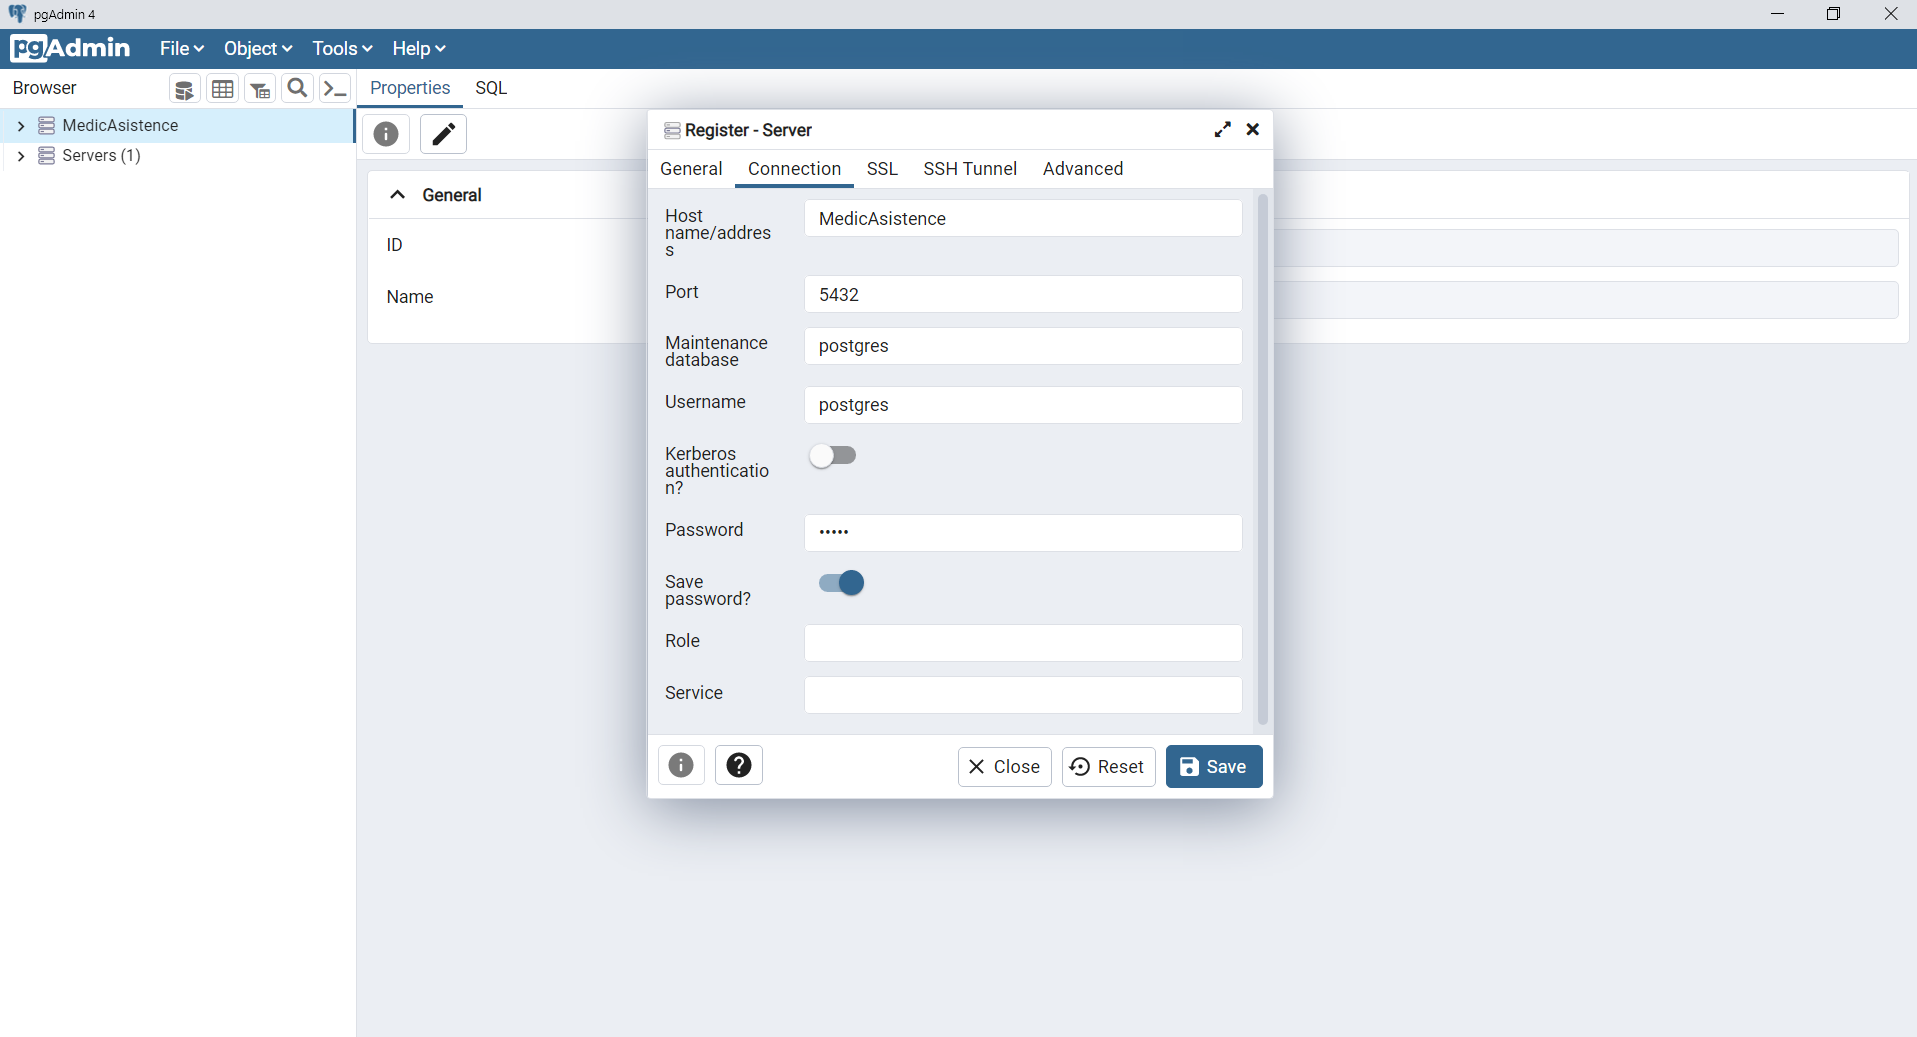 pgAdmin 4
pgAdmin File Object Tools Help
Browser
Properties SQL
MedicAsistence
Servers (1)
General
ID
Name
Register - Server
General Connection SSL SSH Tunnel Advanced
Host
name/addres
s
MedicAsistence
Port
5432
Maintenance
database
postgres
Username
postgres
Kerberos
authenticatio
n?
Password
•••••
Save
password?
Role
Service
Close Reset Save